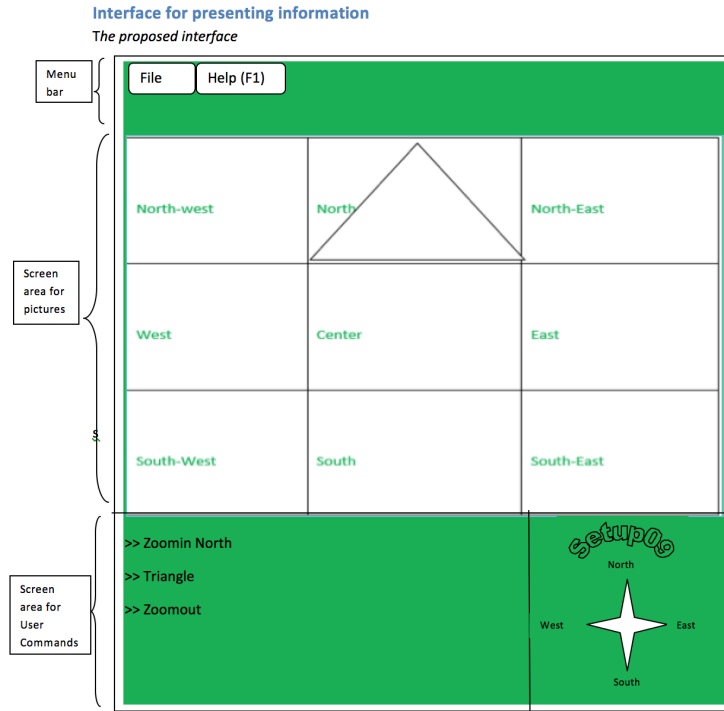 Interface for presenting information
The proposed interface
Menu
bar
File
Help (F1)
North-west
North
North-East
Screen
area for
pictures
West
Center
East
s
South-West
South
South-East
>> Zoomin North
>> Triangle
>> Zoomout
Screen
area for
User
Commands
setup09
North
West
East
South